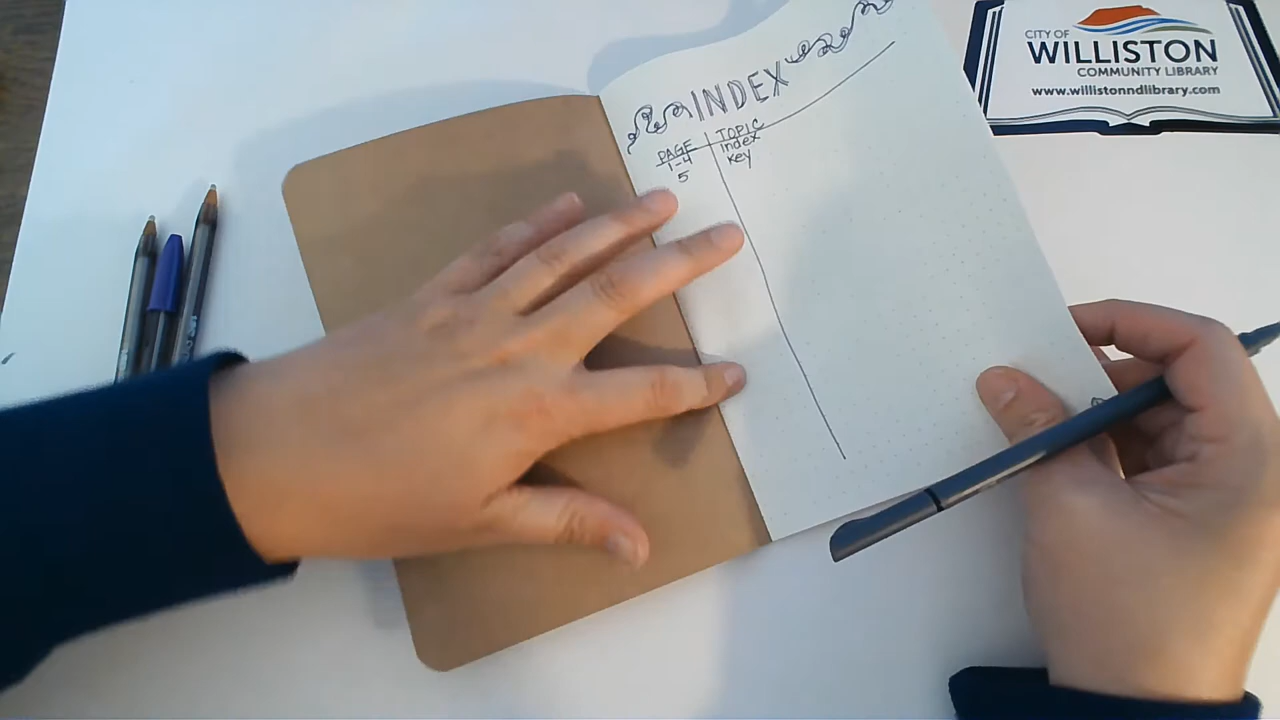 INDEX
PAGE TOPIC
1-4 index
5 key
CITY OF
WILLISTON
COMMUNITY LIBRARY
www.willistonndlibrary.com